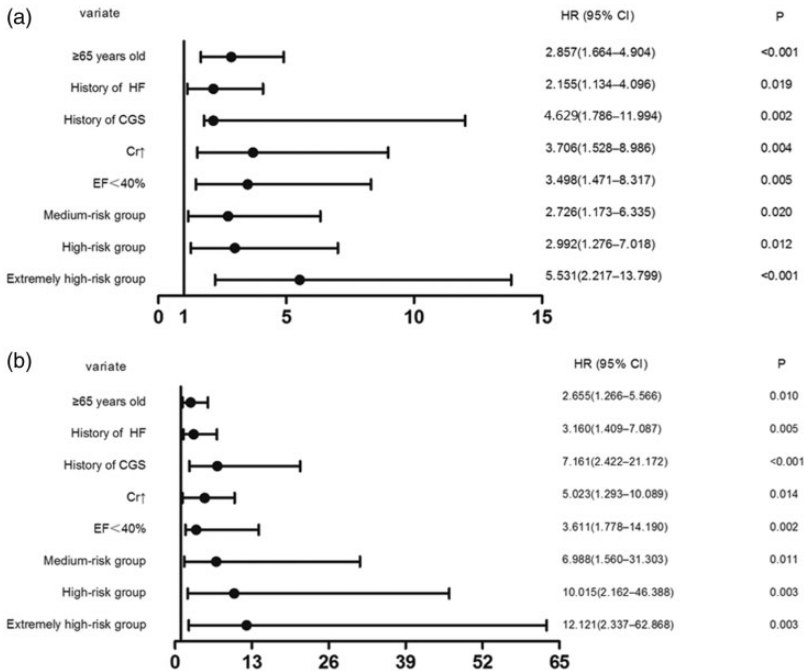 (a) variate HR (95% CI) P
≥65 years old 2.857(1.664–4.904) <0.001
History of HF 2.155(1.134–4.096) 0.019
History of CGS 4.629(1.786–11.994) 0.002
Cr↑ 3.706(1.528–8.986) 0.004
EF<40% 3.498(1.471–8.317) 0.005
Medium-risk group 2.726(1.173–6.335) 0.020
High-risk group 2.992(1.276–7.018) 0.012
Extremely high-risk group 5.531(2.217–13.799) <0.001
0 1 5 10 15
(b) variate HR (95% CI) P
≥65 years old 2.655(1.266–5.566) 0.010
History of HF 3.160(1.409–7.087) 0.005
History of CGS 7.161(2.422–21.172) <0.001
Cr↑ 5.023(1.293–10.089) 0.014
EF<40% 3.611(1.778–14.190) 0.002
Medium-risk group 6.988(1.560–31.303) 0.011
High-risk group 10.015(2.162–46.388) 0.003
Extremely high-risk group 12.121(2.337–62.868) 0.003
0 13 26 39 52 65